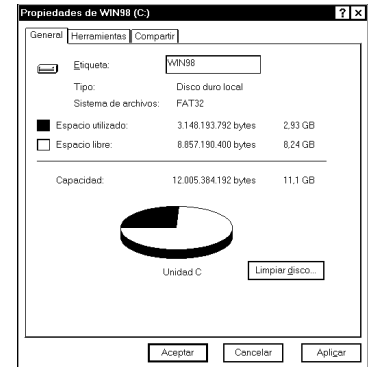 Propiedades de WIN98 (C:)
General Herramientas Compartir
Etiqueta: WIN98
Tipo: Disco duro local
Sistema de archivos: FAT32
Espacio utilizado: 3.148.193.792 bytes 2,93 GB
Espacio libre: 8.857.190.400 bytes 8,24 GB
Capacidad: 12.005.384.192 bytes 11,1 GB
Unidad C
Limpiar disco...
Aceptar Cancelar Aplicar